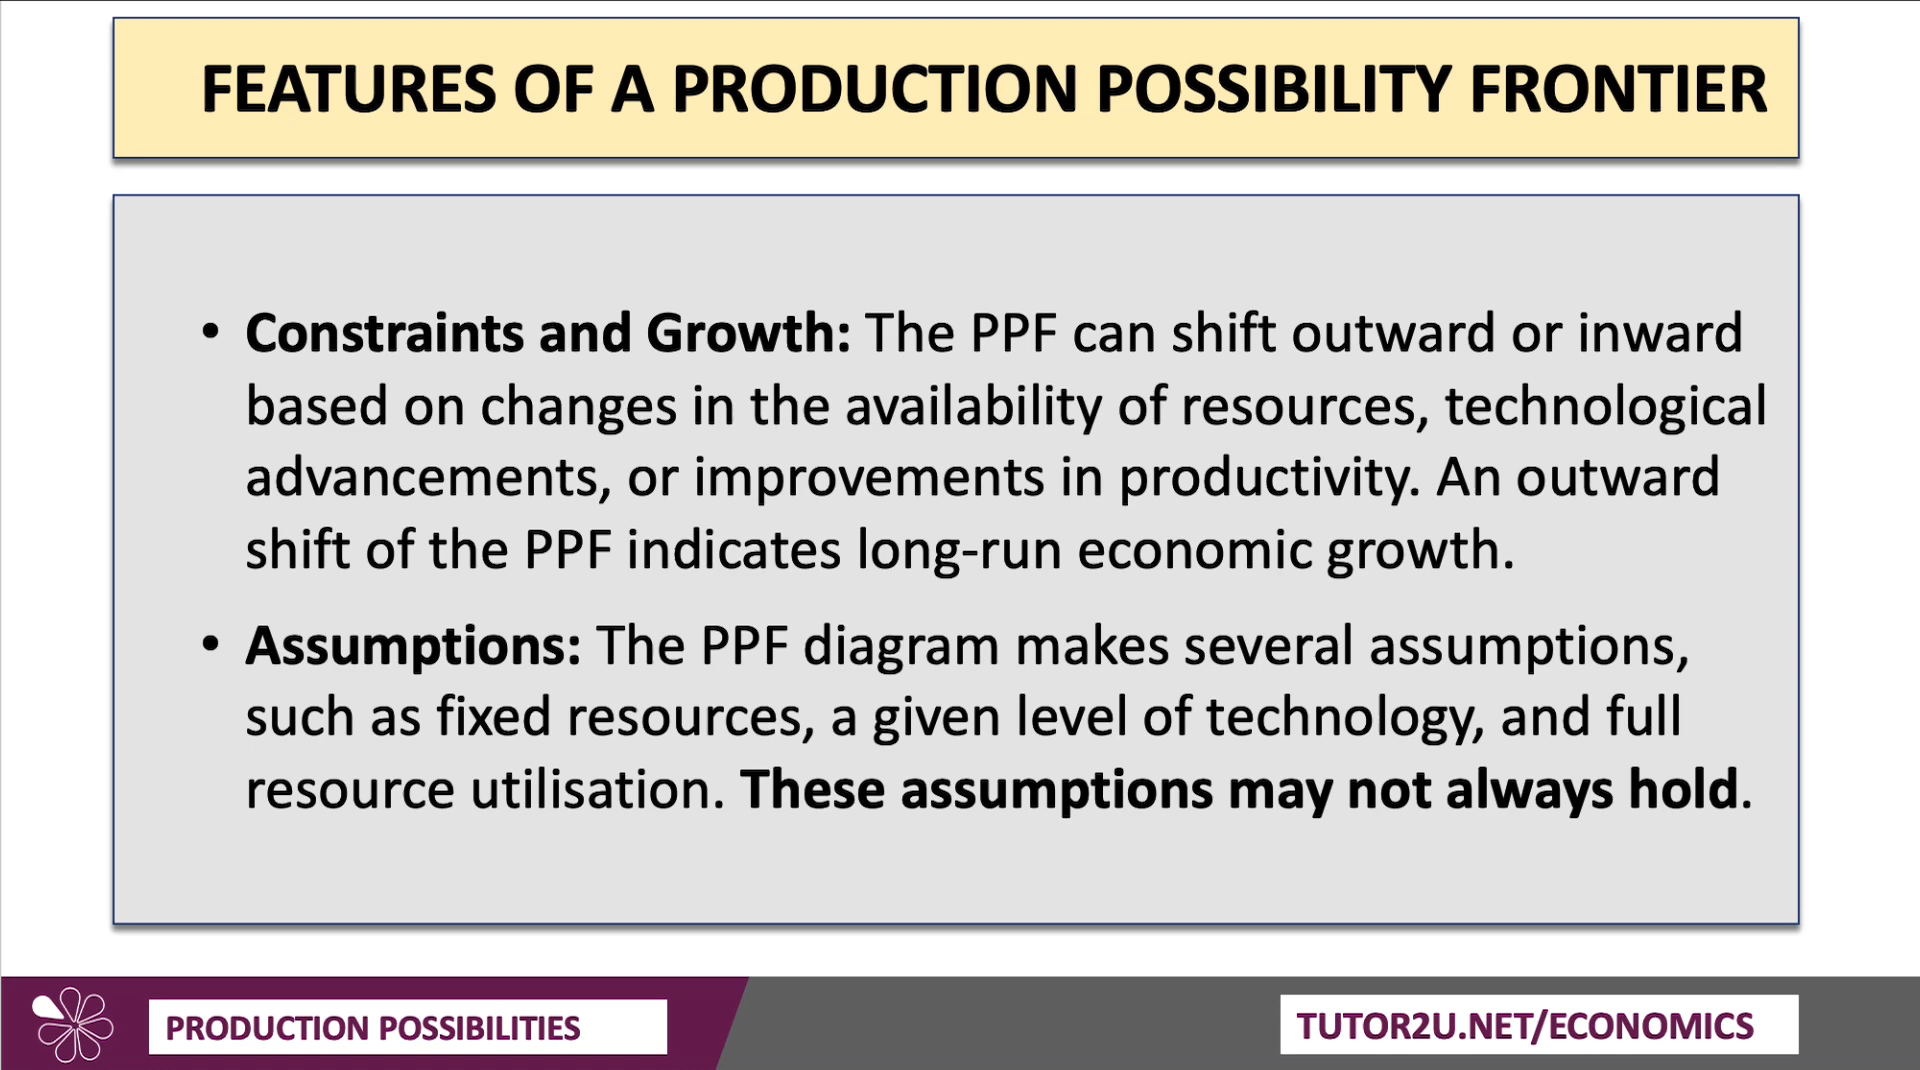 FEATURES OF A PRODUCTION POSSIBILITY FRONTIER
• Constraints and Growth: The PPF can shift outward or inward
based on changes in the availability of resources, technological
advancements, or improvements in productivity. An outward
shift of the PPF indicates long-run economic growth.
• Assumptions: The PPF diagram makes several assumptions,
such as fixed resources, a given level of technology, and full
resource utilisation. These assumptions may not always hold.
PRODUCTION POSSIBILITIES
TUTOR2U.NET/ECONOMICS